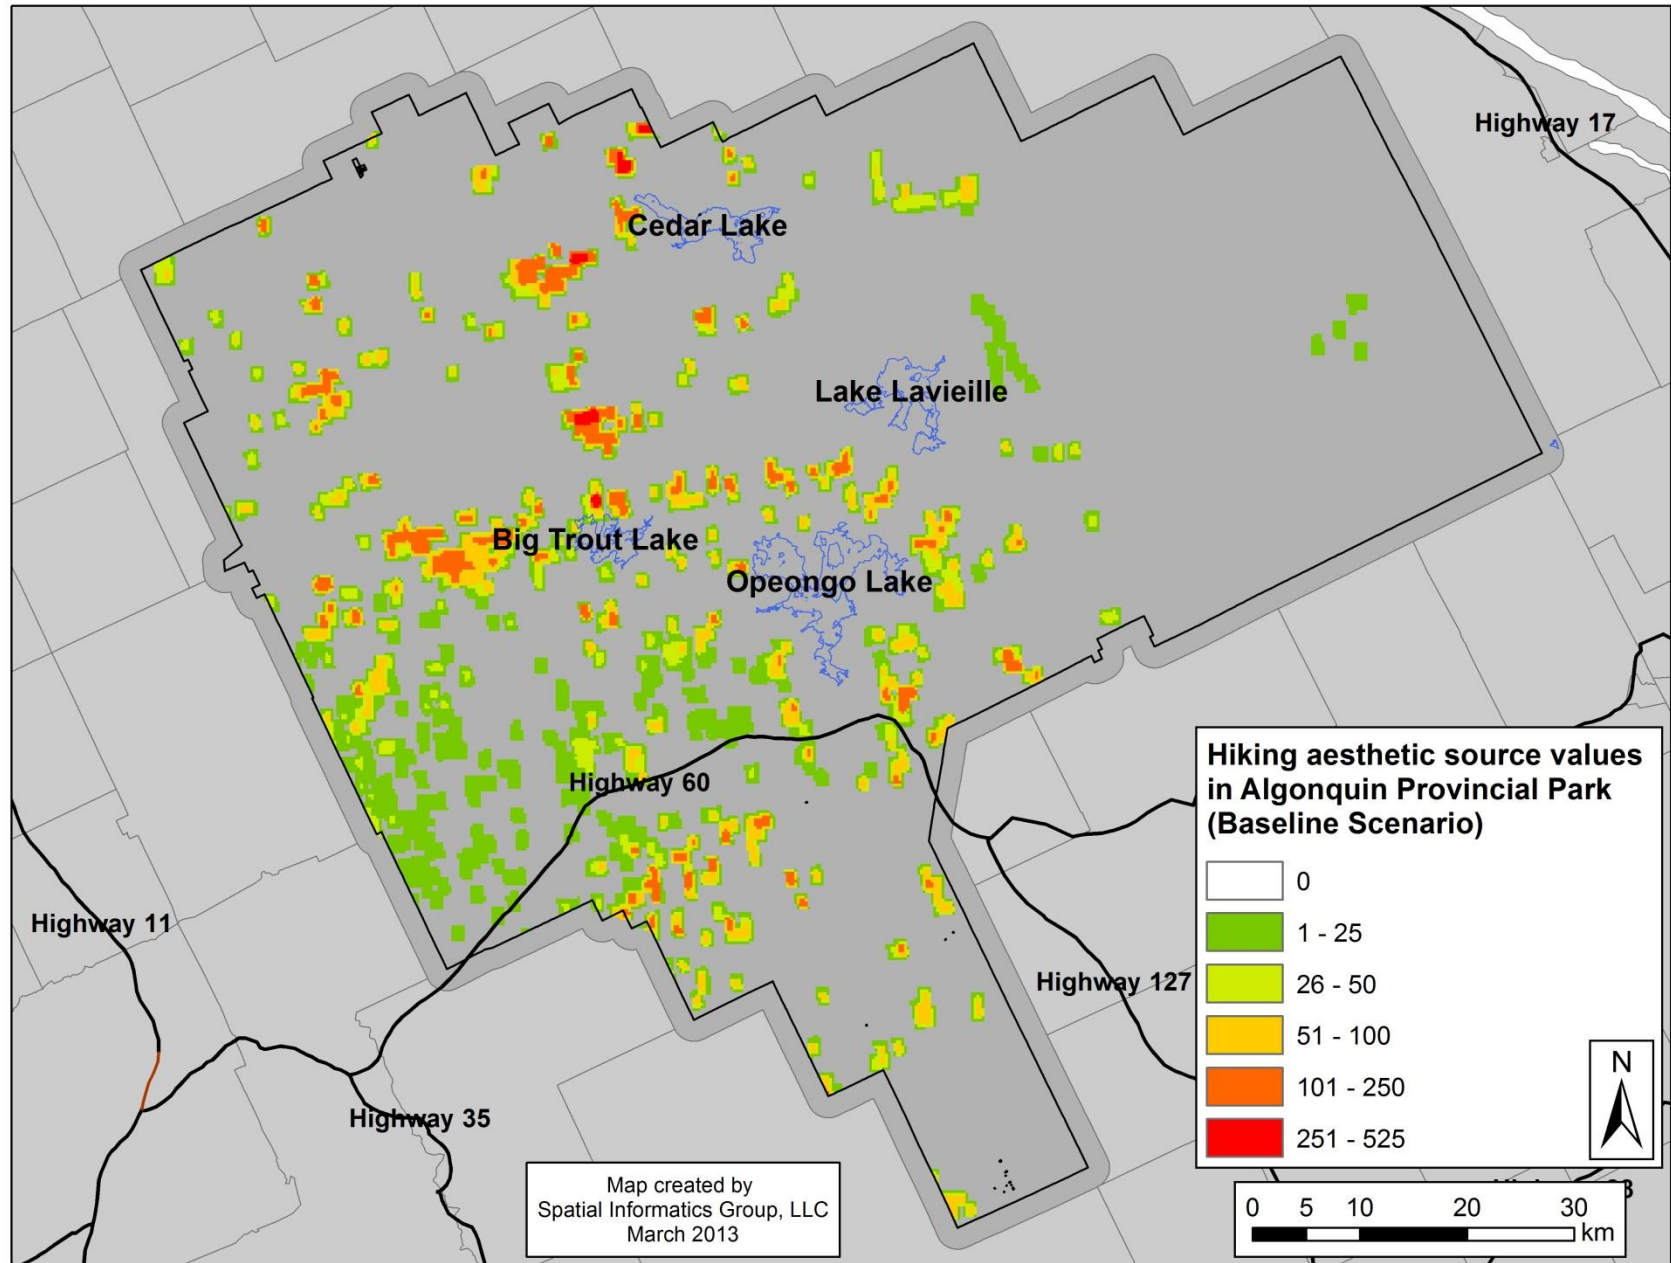 Highway 17
Cedar Lake
Lake Lavieille
Big Trout Lake
Opeongo Lake
Highway 60
Highway 11
Highway 127
Highway 35
Hiking aesthetic source values
in Algonquin Provincial Park
(Baseline Scenario)
0
1 - 25
26 - 50
51 - 100
101 - 250
251 - 525
N
Map created by
Spatial Informatics Group, LLC
March 2013
0 5 10 20 30
km